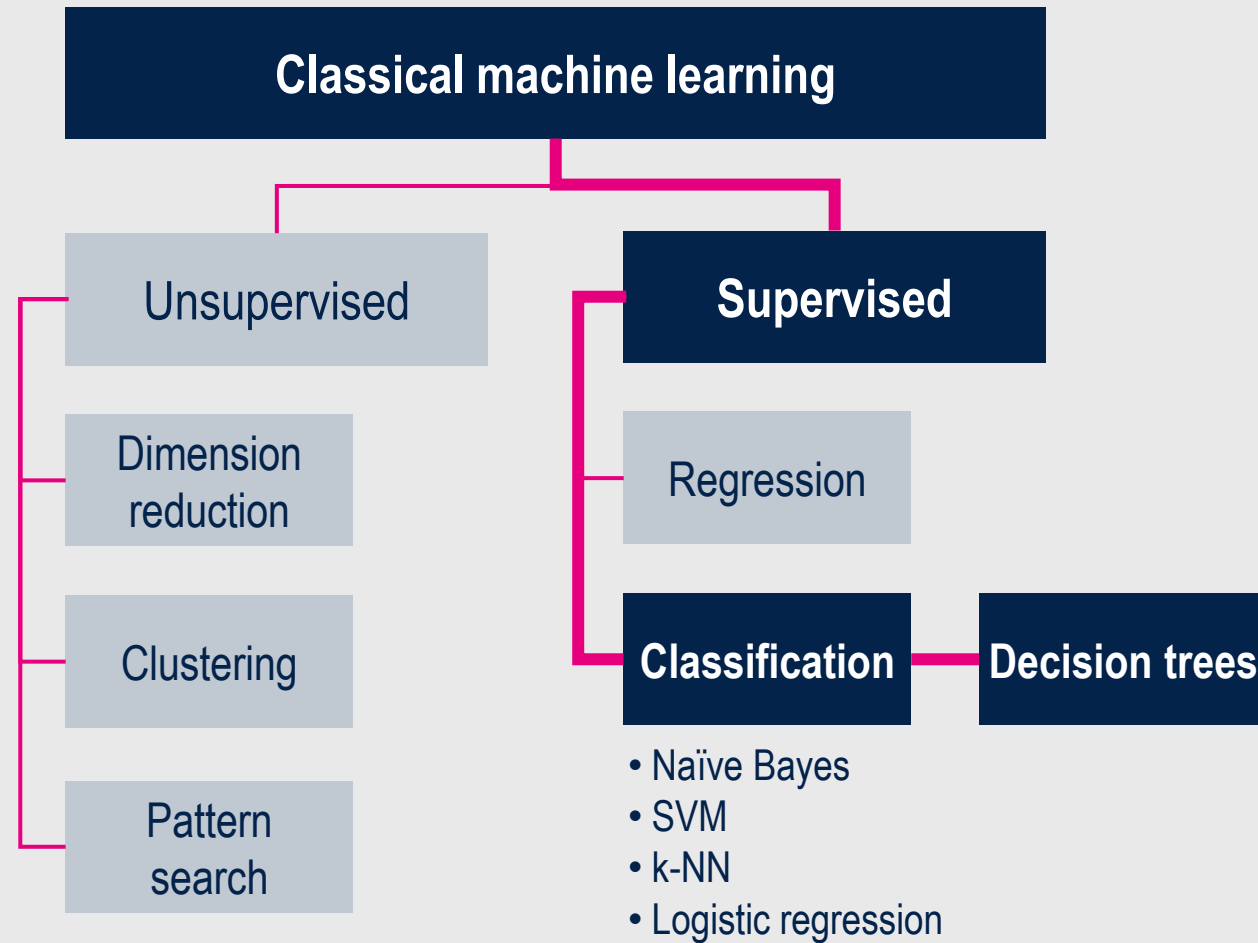 Classical machine learning
Unsupervised
Supervised
Dimension
reduction
Regression
Clustering
Classification
Decision trees
Pattern
search
• Naïve Bayes
• SVM
• k-NN
• Logistic regression